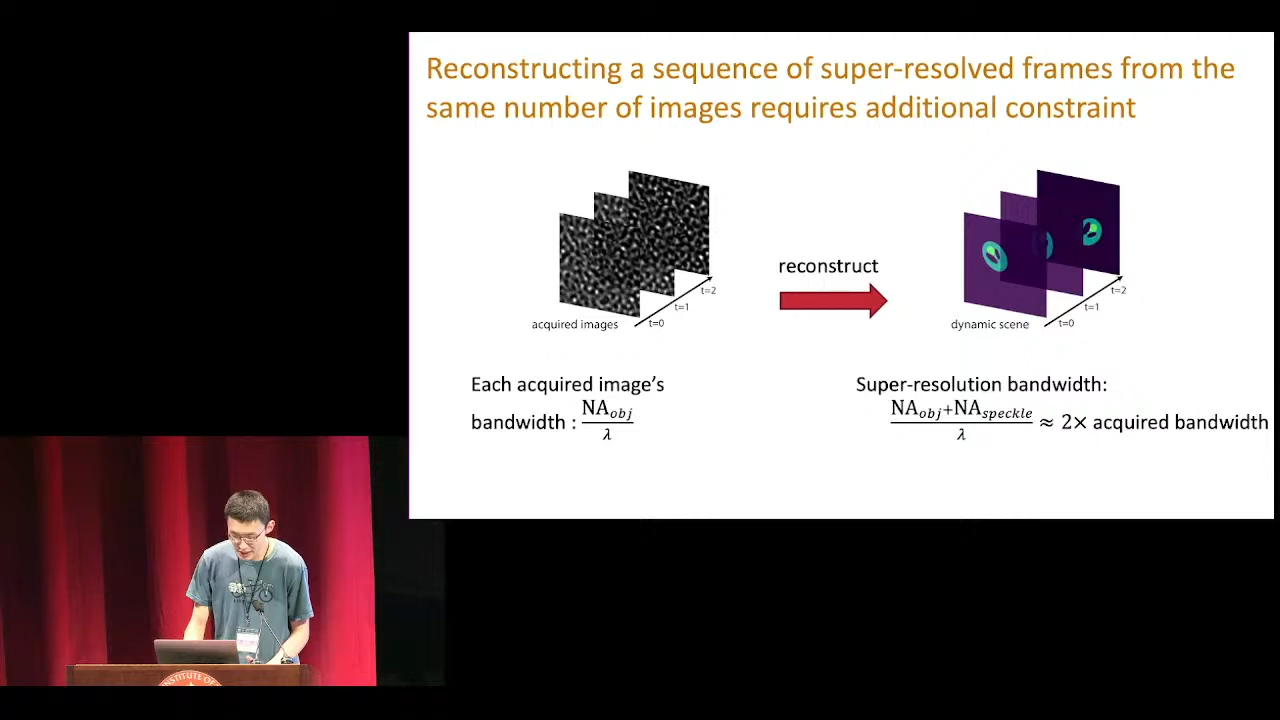 Reconstructing a sequence of super-resolved frames from the
same number of images requires additional constraint
reconstruct
acquired images
t=0
t=1
t=2
dynamic scene
t=0
t=1
t=2
Each acquired image's
bandwidth : NA_obj/λ
Super-resolution bandwidth:
NA_obj+NA_speckle/λ ≈ 2× acquired bandwidth
NSTITUTE OF